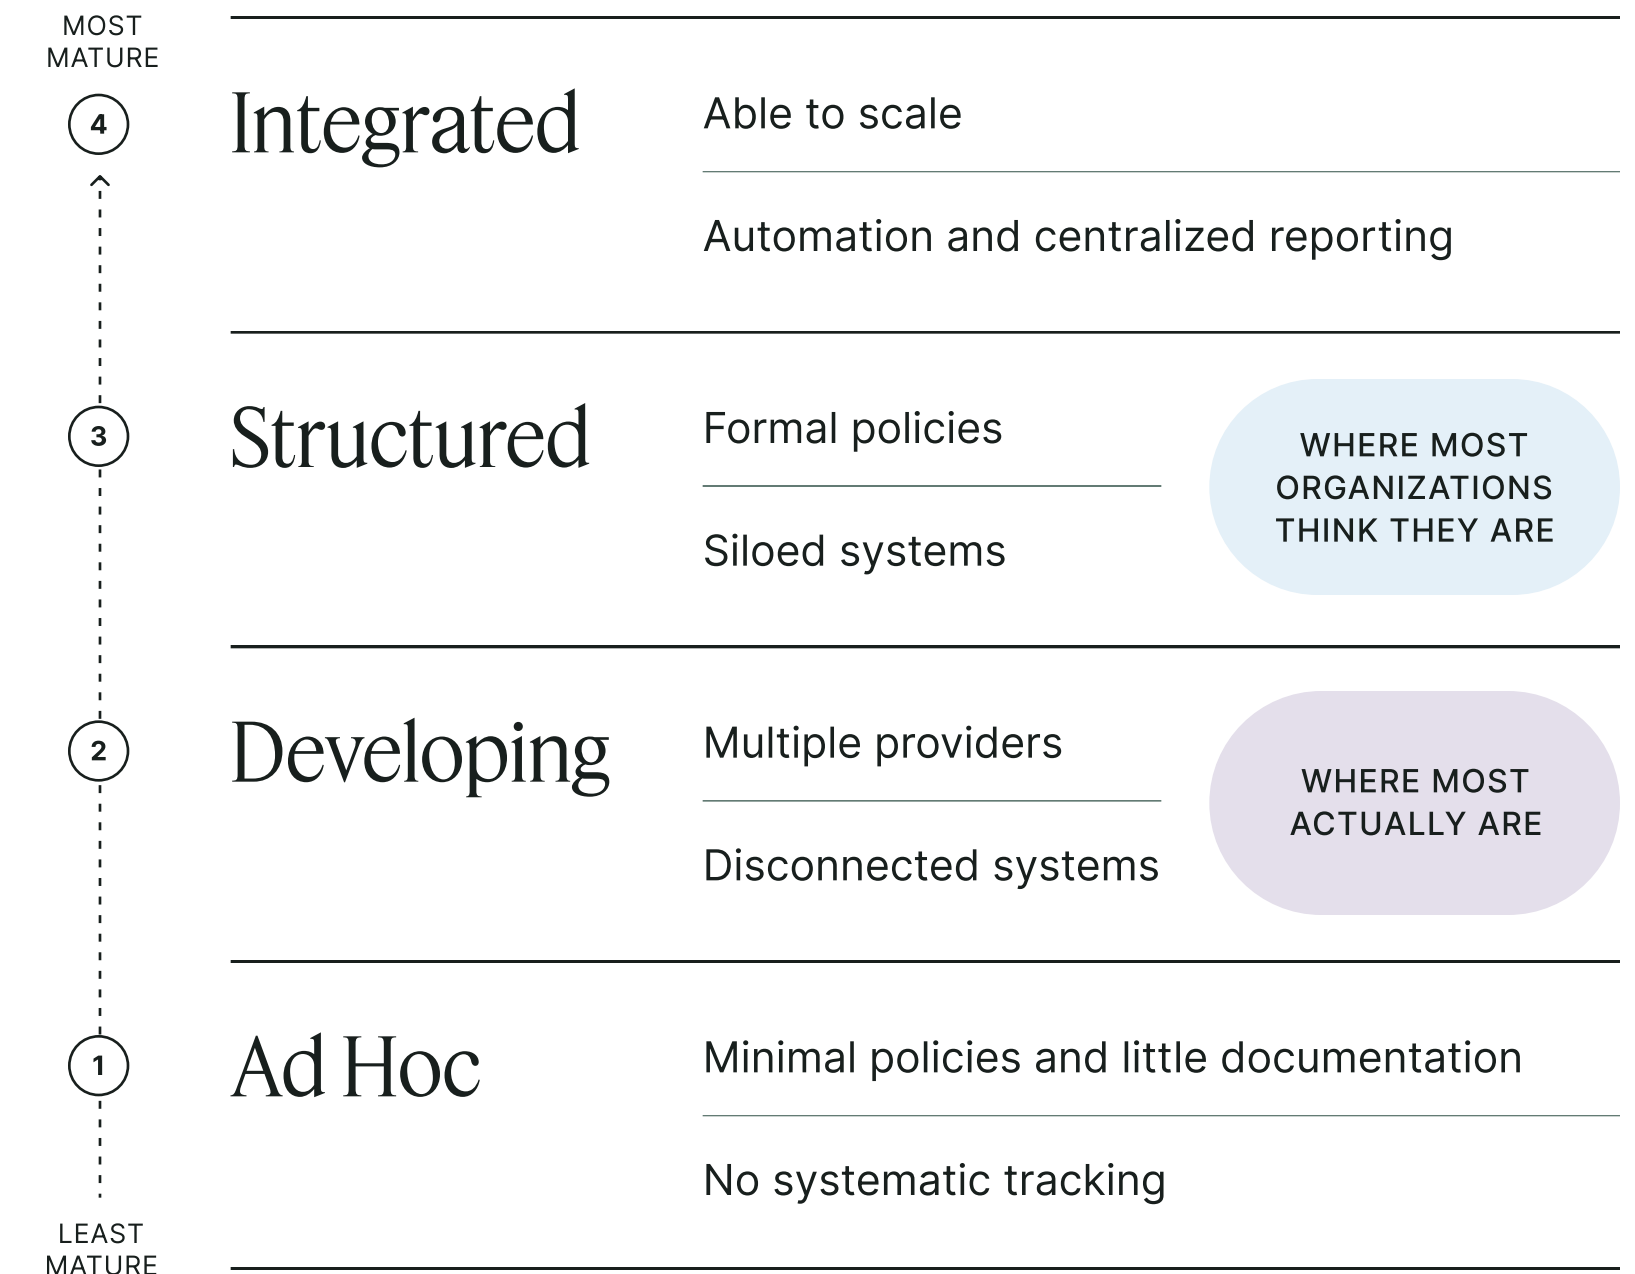 MOST
MATURE
4
Integrated
Able to scale
Automation and centralized reporting
3
Structured
Formal policies
Siloed systems
WHERE MOST
ORGANIZATIONS
THINK THEY ARE
2
Developing
Multiple providers
Disconnected systems
WHERE MOST
ACTUALLY ARE
1
Ad Hoc
Minimal policies and little documentation
No systematic tracking
LEAST
MATURE